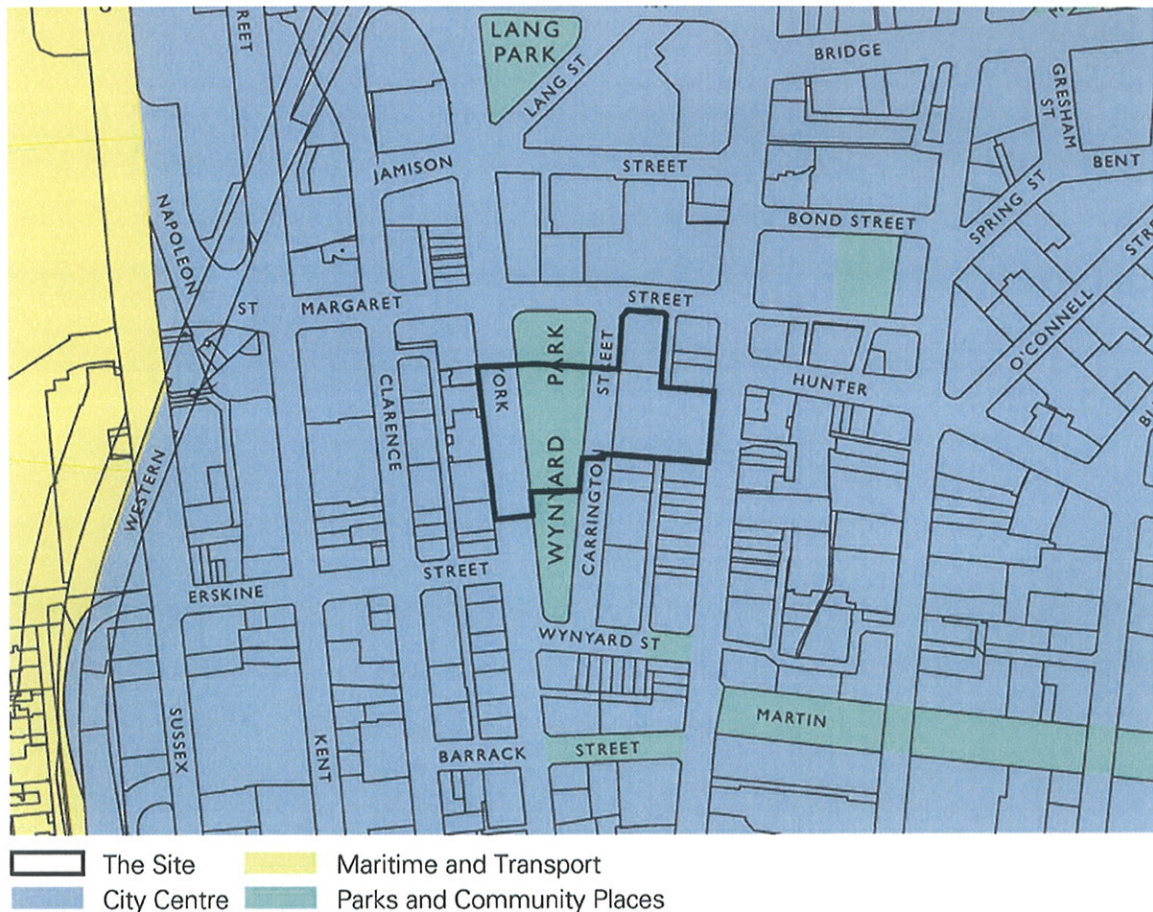 LANG
PARK
LANG ST
BRIDGE
GRESHAM
ST
JAMISON
STREET
BENT
NAPOLEON
BOND STREET
SPRING ST
ST
MARGARET
STREET
O'CONNELL
YORK
WYNYARD PARK
CARRINGTON STREET
HUNTER
CLARENCE
WESTERN
STREET
ERSKINE
WYNYARD ST
MARTIN
SUSSEX
KENT
BARRACK
STREET
The Site
Maritime and Transport
City Centre
Parks and Community Places